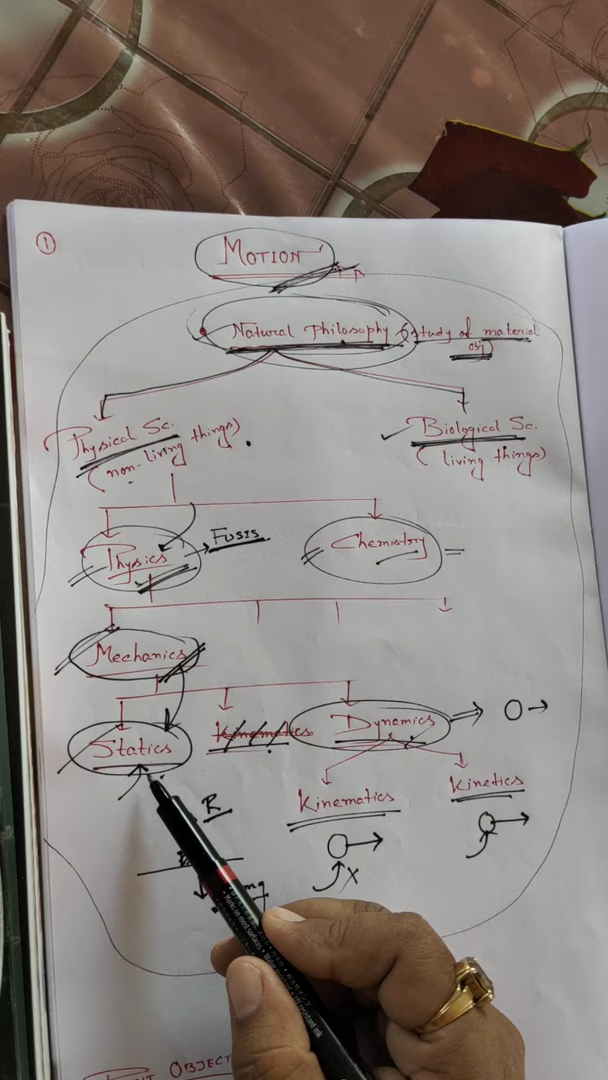 ①
MOTION
Natural Philosophy (study of material obj)
Physical Sc.
(non-living things)
Biological Sc.
(living things)
Physics → FUSIS
Chemistry =
Mechanics
Statics
Kinematics
Dynamics ⇒ O→
R
Kinematics
Kinetics
X
mg
OBJECT